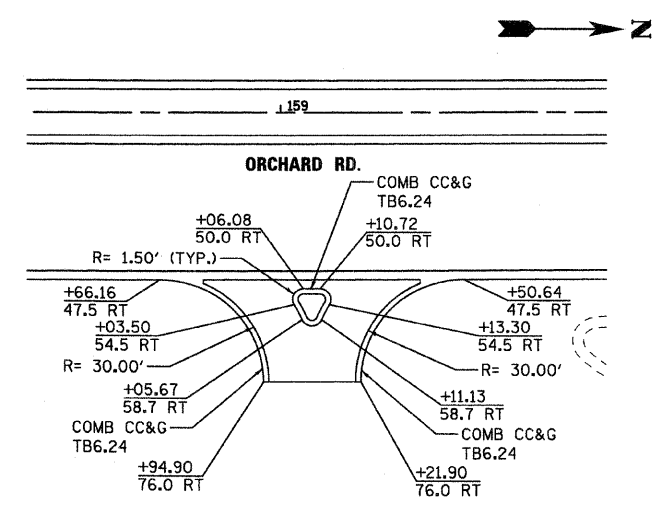 N
159
ORCHARD RD.
COMB CC&G
TB6.24
+06.08
50.0 RT
+10.72
50.0 RT
R= 1.50' (TYP.)
+66.16
47.5 RT
+50.64
47.5 RT
+03.50
54.5 RT
+13.30
54.5 RT
R= 30.00'
R= 30.00'
+05.67
58.7 RT
+11.13
58.7 RT
COMB CC&G
TB6.24
COMB CC&G
TB6.24
+94.90
76.0 RT
+21.90
76.0 RT